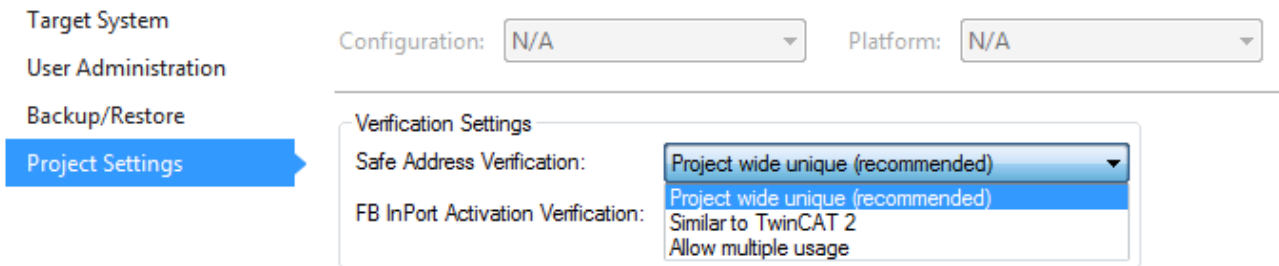 Target System
User Administration
Backup/Restore
Project Settings
Configuration: N/A Platform: N/A
Verification Settings
Safe Address Verification: Project wide unique (recommended)
Project wide unique (recommended)
FB InPort Activation Verification:
Similar to TwinCAT 2
Allow multiple usage